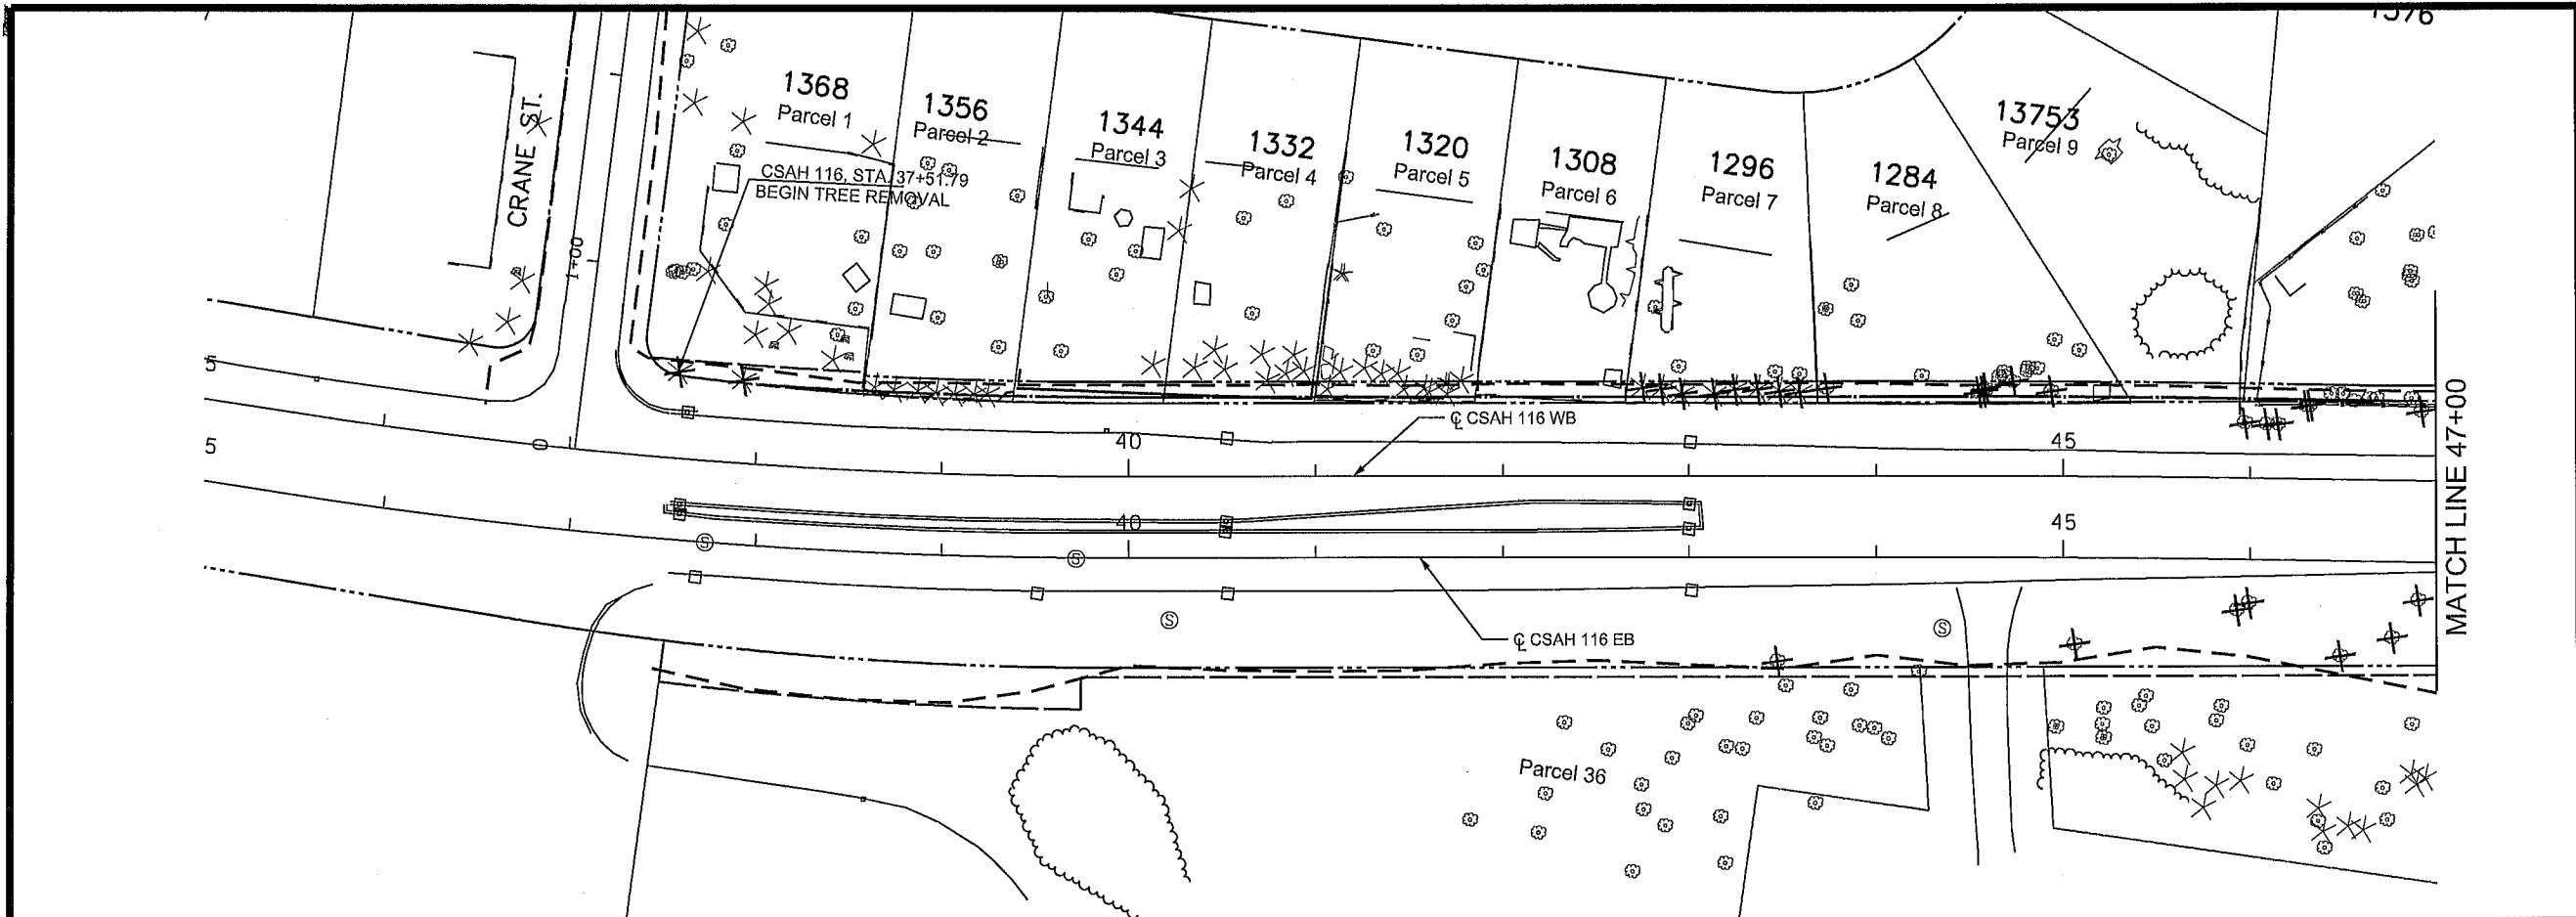 1376
1368
Parcel 1
1356
Parcel 2
1344
Parcel 3
1332
Parcel 4
1320
Parcel 5
1308
Parcel 6
1296
Parcel 7
1284
Parcel 8
13753
Parcel 9
CRANE ST.
1+00
CSAH 116, STA. 37+51.79
BEGIN TREE REMOVAL
℄ CSAH 116 WB
5
0
40
45
5
40
45
MATCH LINE 47+00
S
S
S
S
℄ CSAH 116 EB
Parcel 36